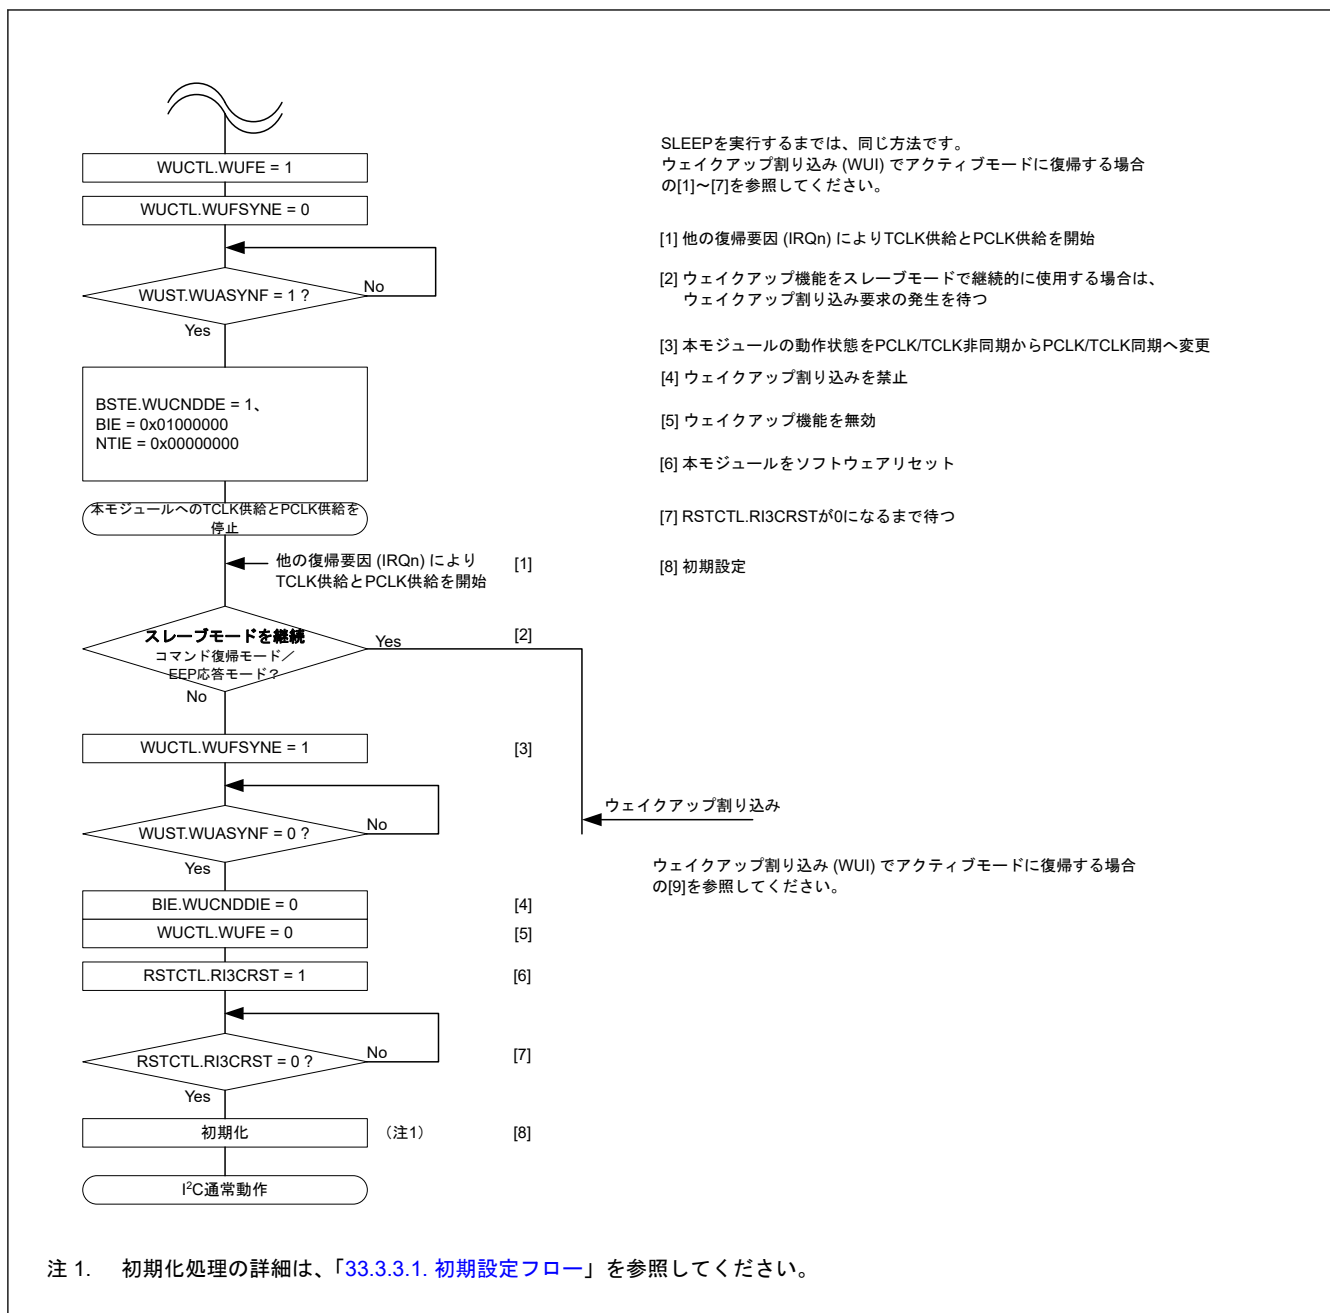 WUCTL.WUFE = 1
WUCTL.WUFSYNE = 0
WUST.WUASYNF = 1 ?
No
Yes
BSTE.WUCNDDE = 1、
BIE = 0x01000000
NTIE = 0x00000000
本モジュールへのTCLK供給とPCLK供給を
停止
他の復帰要因 (IRQn) により
TCLK供給とPCLK供給を開始
[1]
スレーブモードを継続
コマンド復帰モード／
EEP応答モード？
Yes
[2]
No
WUCTL.WUFSYNE = 1
[3]
WUST.WUASYNF = 0 ?
No
Yes
BIE.WUCNDDIE = 0
[4]
WUCTL.WUFE = 0
[5]
RSTCTL.RI3CRST = 1
[6]
RSTCTL.RI3CRST = 0 ?
No
[7]
Yes
初期化
（注1）
[8]
I²C通常動作
SLEEPを実行するまでは、同じ方法です。
ウェイクアップ割り込み (WUI) でアクティブモードに復帰する場合
の[1]～[7]を参照してください。
[1] 他の復帰要因 (IRQn) によりTCLK供給とPCLK供給を開始
[2] ウェイクアップ機能をスレーブモードで継続的に使用する場合は、
ウェイクアップ割り込み要求の発生を待つ
[3] 本モジュールの動作状態をPCLK/TCLK非同期からPCLK/TCLK同期へ変更
[4] ウェイクアップ割り込みを禁止
[5] ウェイクアップ機能を無効
[6] 本モジュールをソフトウェアリセット
[7] RSTCTL.RI3CRSTが0になるまで待つ
[8] 初期設定
ウェイクアップ割り込み
ウェイクアップ割り込み (WUI) でアクティブモードに復帰する場合
の[9]を参照してください。
注 1. 初期化処理の詳細は、「33.3.3.1. 初期設定フロー」を参照してください。